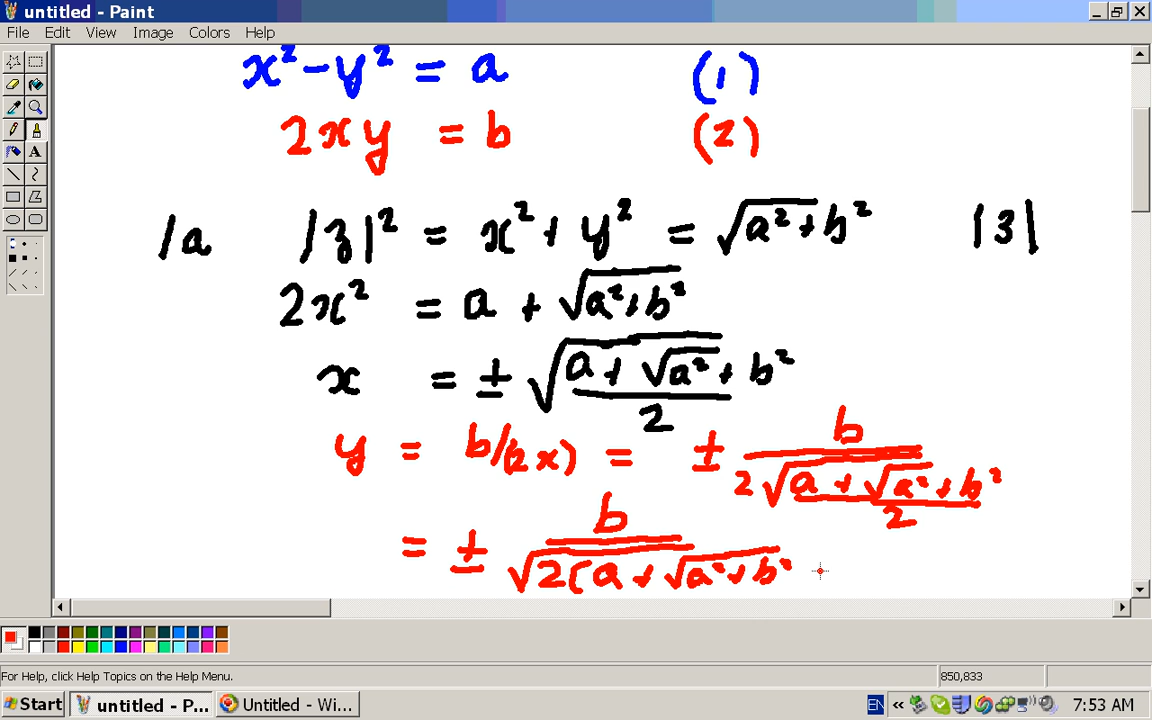 untitled - Paint
File Edit View Image Colors Help
x² - y² = a (1)
2xy = b (2)
|a |z|² = x² + y² = √a² + b² |z|
2x² = a + √a² + b²
x = ± √a + √a² + b² / 2
y = b/(2x) = ± b / 2√a + √a² + b² / 2
= ± b / √2(a + √a² + b²
For Help, click Help Topics on the Help Menu. 850,833
Start untitled - P... Untitled - Wi... EN « 7:53 AM